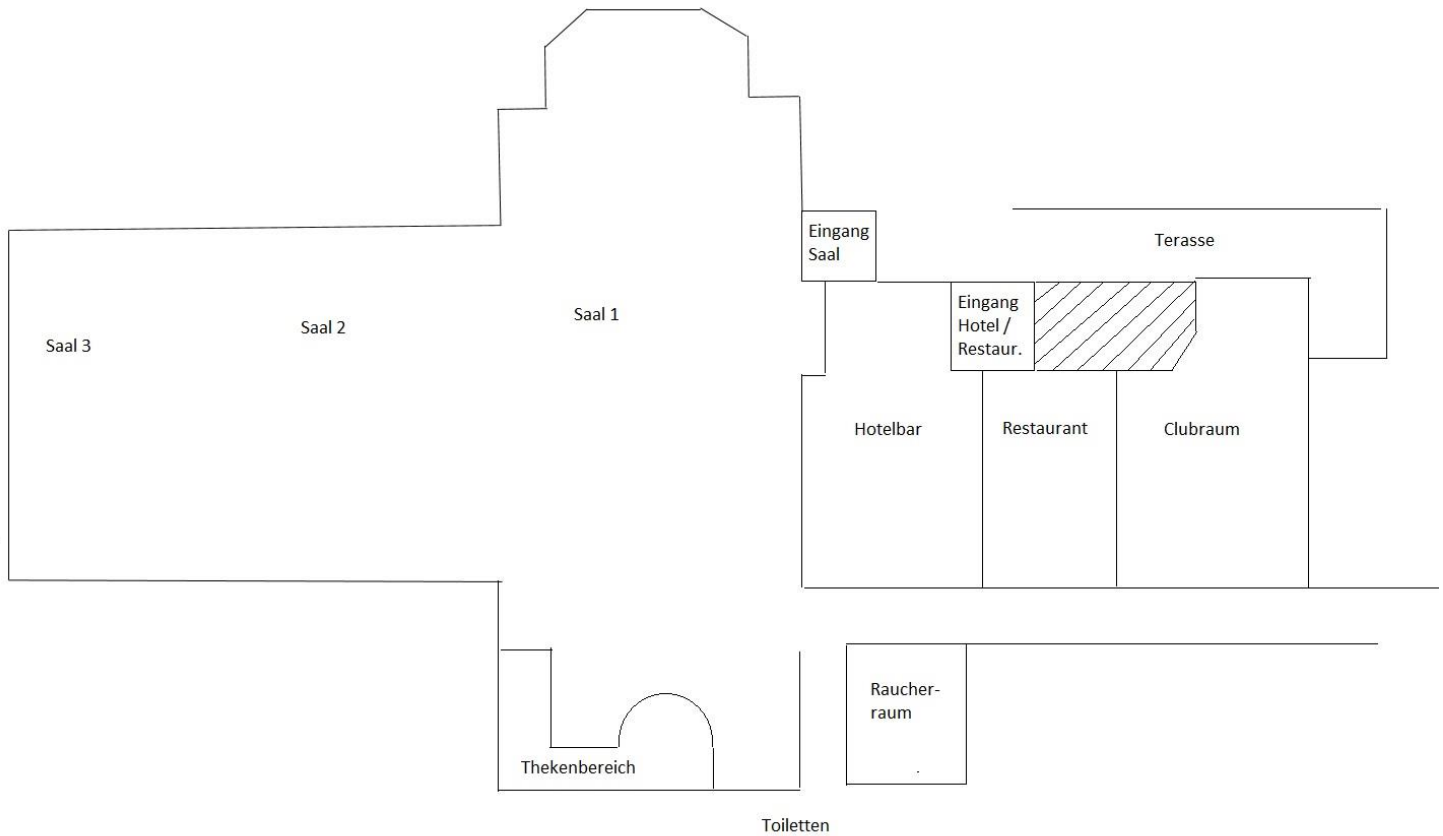 Eingang
Saal
Terasse
Eingang
Hotel /
Restaur.
Saal 1
Saal 2
Saal 3
Hotelbar
Restaurant
Clubraum
Raucher-
raum
Thekenbereich
Toiletten